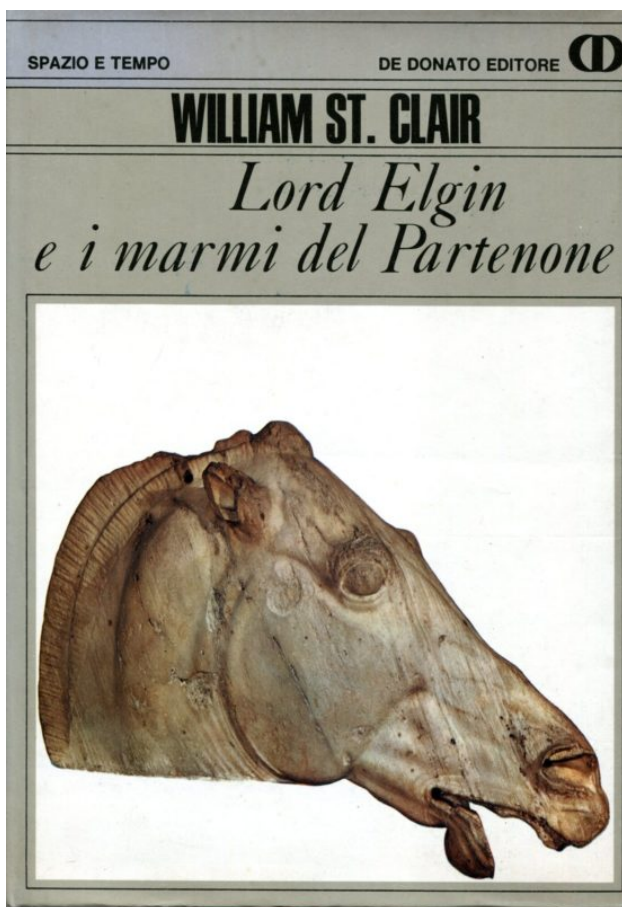 SPAZIO E TEMPO DE DONATO EDITORE
WILLIAM ST. CLAIR
Lord Elgin
e i marmi del Partenone